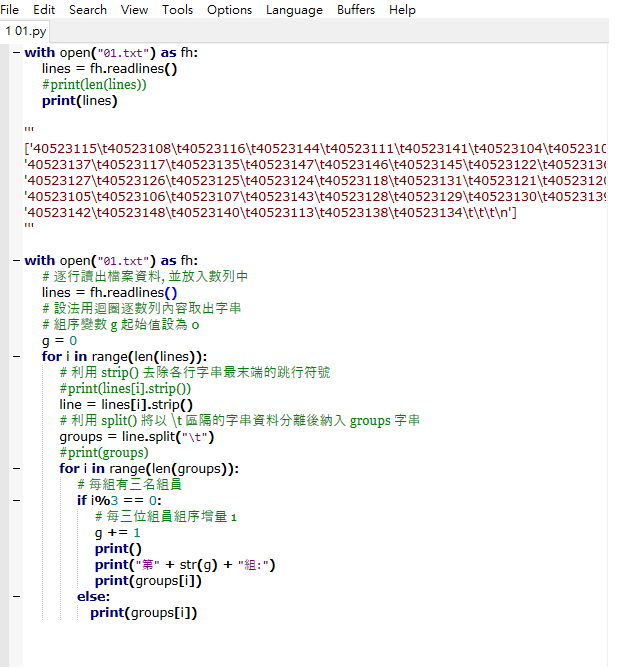 File Edit Search View Tools Options Language Buffers Help
1 01.py
with open("01.txt") as fh:
    lines = fh.readlines()
    #print(len(lines))
    print(lines)
'''
['40523115\t40523108\t40523116\t40523144\t40523111\t40523141\t40523104\t4052310
'40523137\t40523117\t40523135\t40523147\t40523146\t40523145\t40523122\t40523136
'40523127\t40523126\t40523125\t40523124\t40523118\t40523131\t40523121\t40523120
'40523105\t40523106\t40523107\t40523143\t40523128\t40523129\t40523130\t40523139
'40523142\t40523148\t40523140\t40523113\t40523138\t40523134\t\t\t\n']
'''
with open("01.txt") as fh:
    # 逐行讀出檔案資料, 並放入數列中
    lines = fh.readlines()
    # 設法用迴圈逐數列內容取出字串
    # 組序變數 g 起始值設為 0
    g = 0
    for i in range(len(lines)):
        # 利用 strip() 去除各行字串最末端的跳行符號
        #print(lines[i].strip())
        line = lines[i].strip()
        # 利用 split() 將以 \t 區隔的字串資料分離後納入 groups 字串
        groups = line.split("\t")
        #print(groups)
        for i in range(len(groups)):
            # 每組有三名組員
            if i%3 == 0:
                # 每三位組員組序增量 1
                g += 1
                print()
                print("第" + str(g) + "組:")
                print(groups[i])
            else:
                print(groups[i])